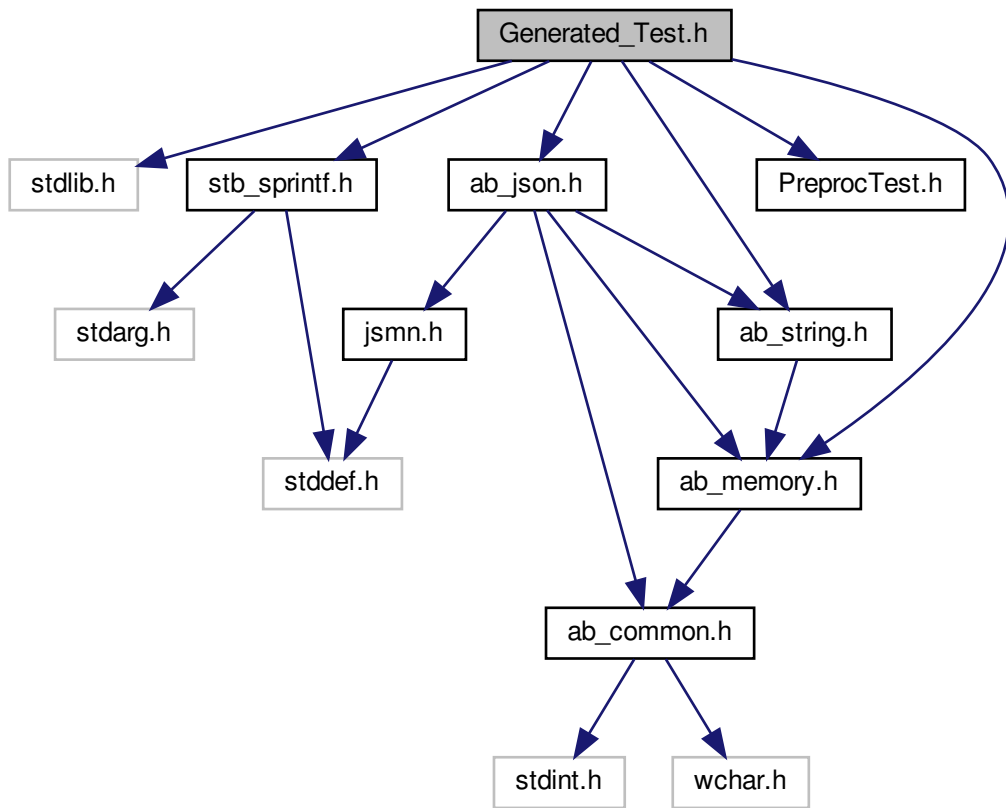 Generated_Test.h
stdlib.h
stb_sprintf.h
ab_json.h
PreprocTest.h
stdarg.h
jsmn.h
ab_string.h
stddef.h
ab_memory.h
ab_common.h
stdint.h
wchar.h